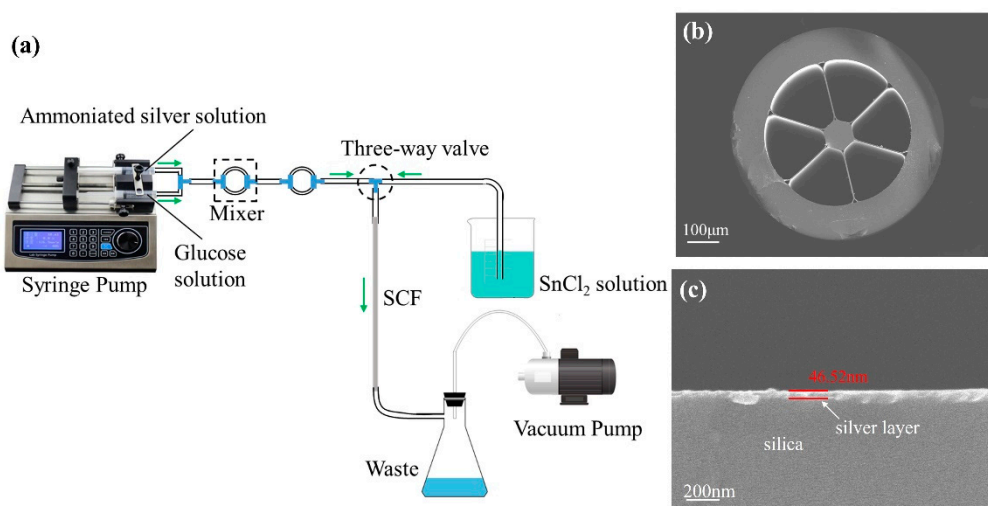 (a)
Ammoniated silver solution
Three-way valve
Mixer
Glucose
solution
Syringe Pump
SCF
SnCl₂ solution
Vacuum Pump
Waste
(b)
100μm
(c)
46.52nm
silver layer
silica
200nm